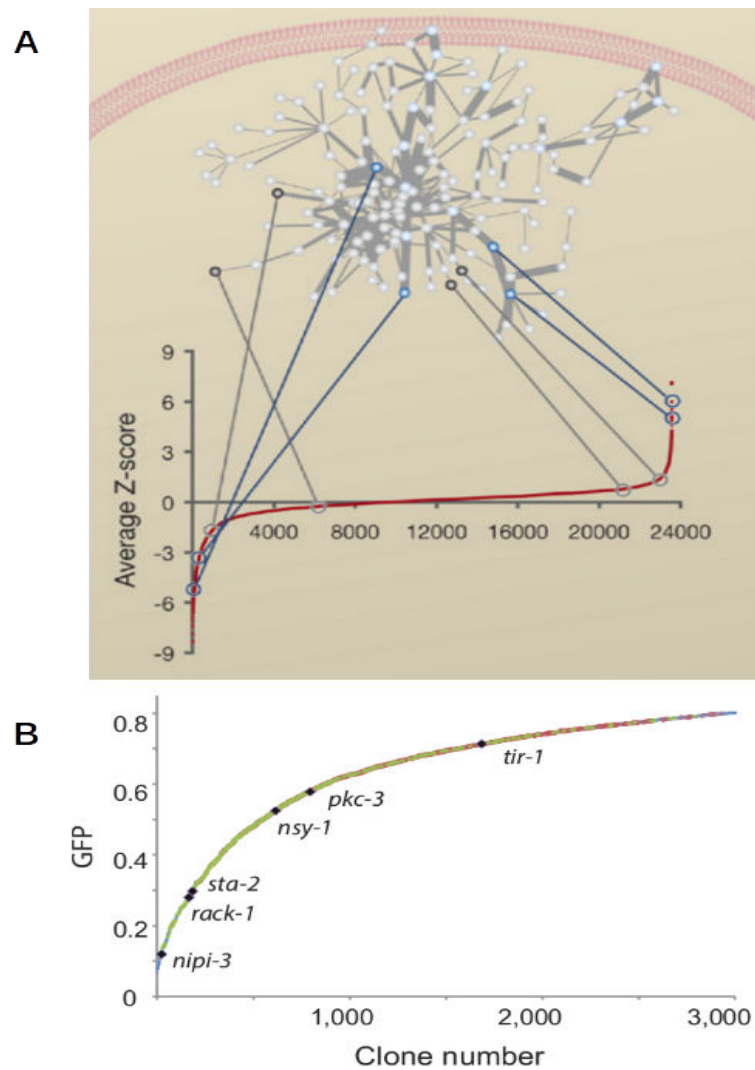 A
9
6
3
0
-3
-6
-9
Average Z-score
4000 8000 12000 16000 20000 24000
B
0.8
0.6
0.4
0.2
0
GFP
tir-1
pkc-3
nsy-1
sta-2
rack-1
nipi-3
1,000 2,000 3,000
Clone number